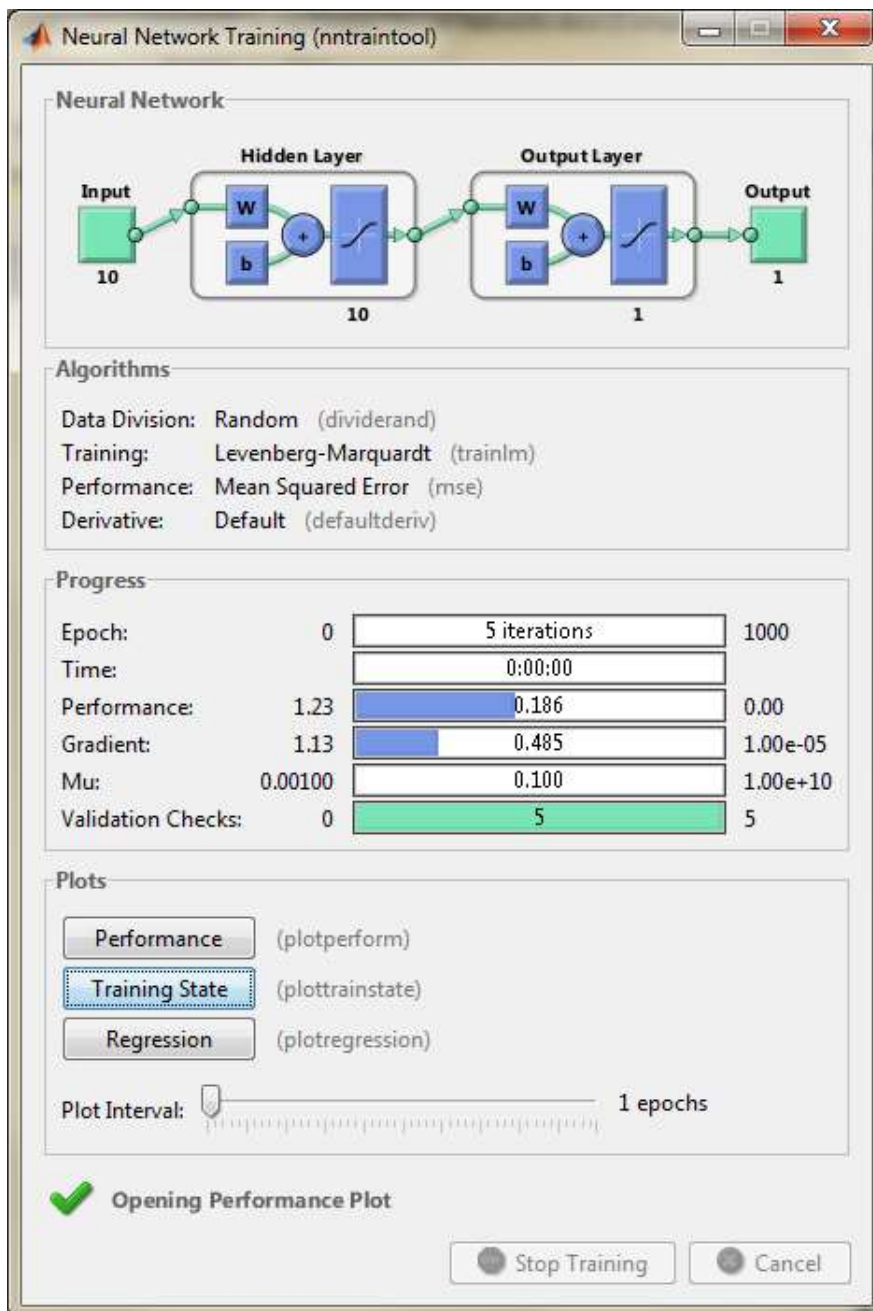 Neural Network Training (nntraintool)
Neural Network
Hidden Layer
Output Layer
Input
Output
W
b
+
W
b
+
10
10
1
1
Algorithms
Data Division: Random (dividerand)
Training: Levenberg-Marquardt (trainlm)
Performance: Mean Squared Error (mse)
Derivative: Default (defaultderiv)
Progress
Epoch: 0 5 iterations 1000
Time: 0:00:00
Performance: 1.23 0.186 0.00
Gradient: 1.13 0.485 1.00e-05
Mu: 0.00100 0.100 1.00e+10
Validation Checks: 0 5 5
Plots
Performance (plotperform)
Training State (plottrainstate)
Regression (plotregression)
Plot Interval: 1 epochs
Opening Performance Plot
Stop Training Cancel